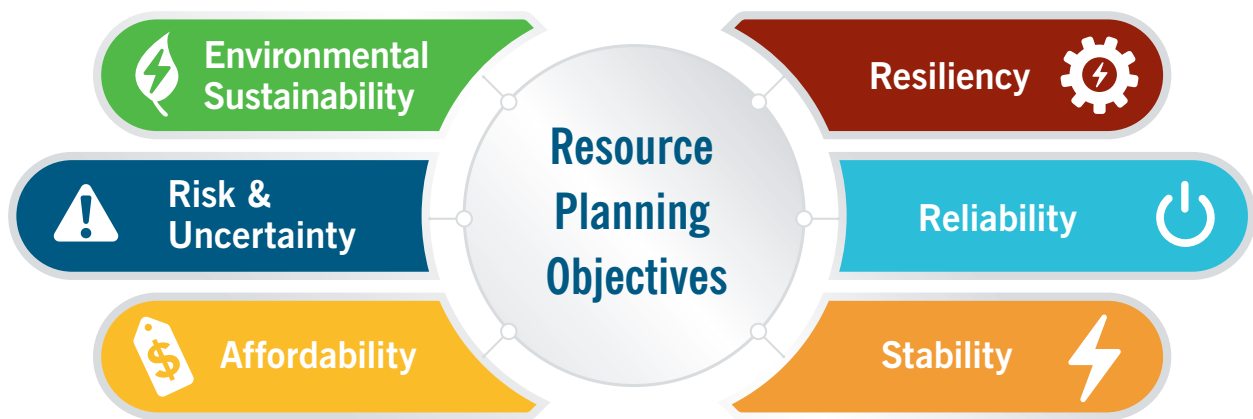 Environmental
Sustainability
Risk &
Uncertainty
$
Affordability
Resource
Planning
Objectives
Resiliency
Reliability
Stability